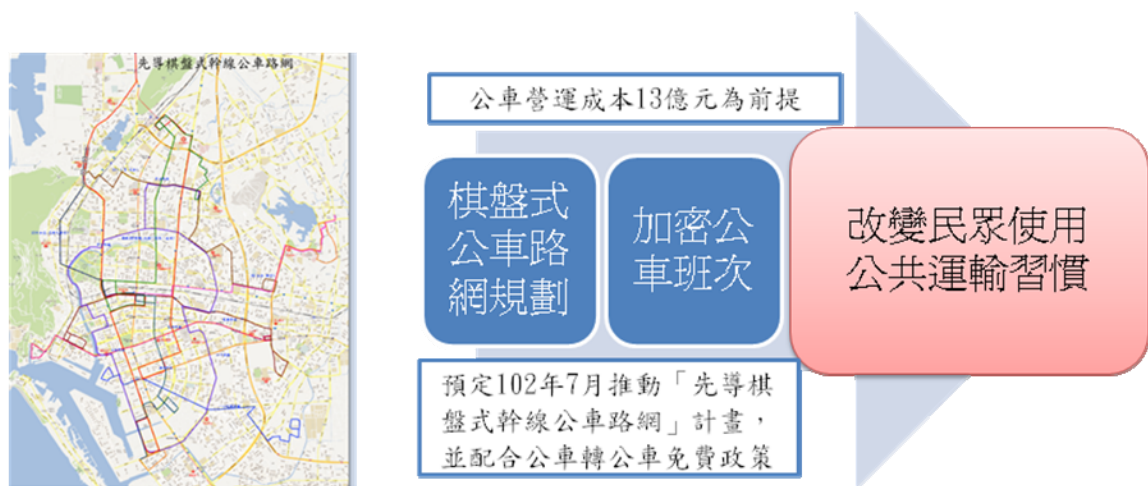 先導棋盤式幹線公車路網
公車營運成本13億元為前提
棋盤式
公車路
網規劃
加密公
車班次
改變民眾使用
公共運輸習慣
預定102年7月推動「先導棋
盤式幹線公車路網」計畫，
並配合公車轉公車免費政策